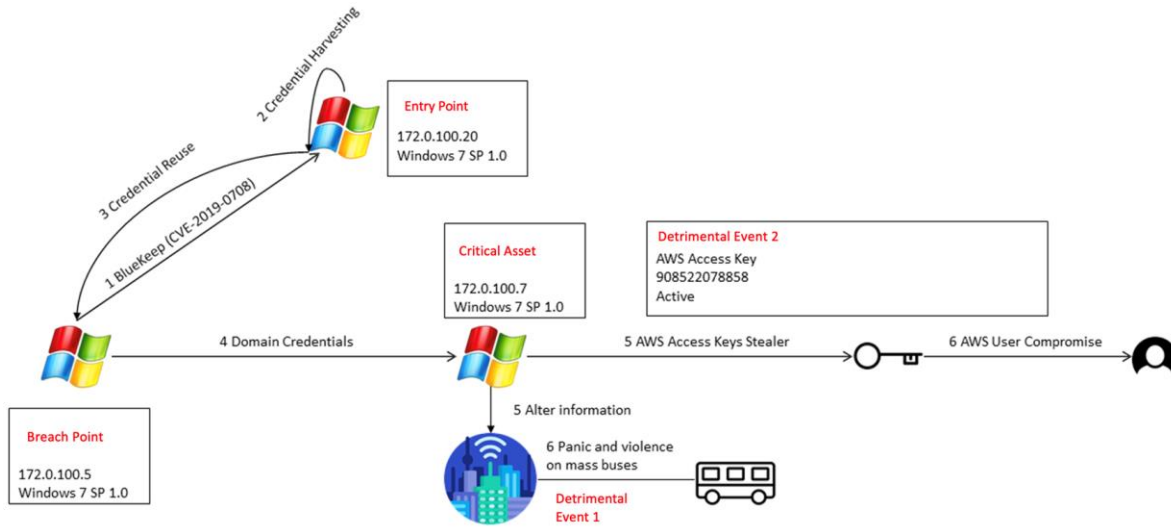 2 Credential Harvesting
Entry Point
172.0.100.20
Windows 7 SP 1.0
3 Credential Reuse
1 BlueKeep (CVE-2019-0708)
Critical Asset
172.0.100.7
Windows 7 SP 1.0
Detrimental Event 2
AWS Access Key
908522078858
Active
4 Domain Credentials
5 AWS Access Keys Stealer
6 AWS User Compromise
5 Alter information
Breach Point
172.0.100.5
Windows 7 SP 1.0
6 Panic and violence
on mass buses
Detrimental
Event 1